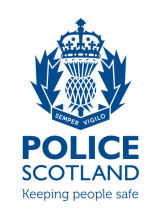 SEMPER VIGILO
POLICE
SCOTLAND
Keeping people safe